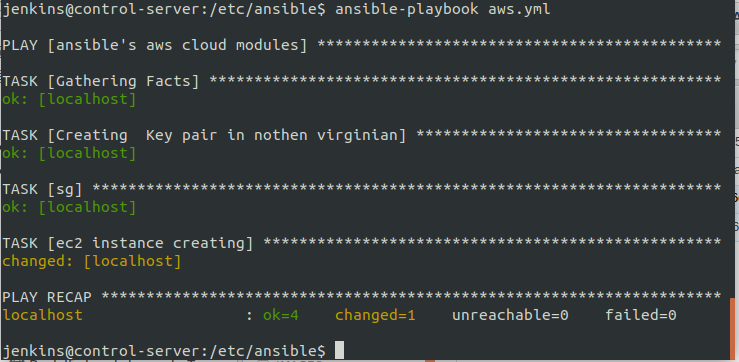 jenkins@control-server:/etc/ansible$ ansible-playbook aws.yml
PLAY [ansible's aws cloud modules] *********************************************
TASK [Gathering Facts] *********************************************************
ok: [localhost]
TASK [Creating  Key pair in nothen virginian] **********************************
ok: [localhost]
TASK [sg] **********************************************************************
ok: [localhost]
TASK [ec2 instance creating] ***************************************************
changed: [localhost]
PLAY RECAP *********************************************************************
localhost                  : ok=4    changed=1    unreachable=0    failed=0
jenkins@control-server:/etc/ansible$